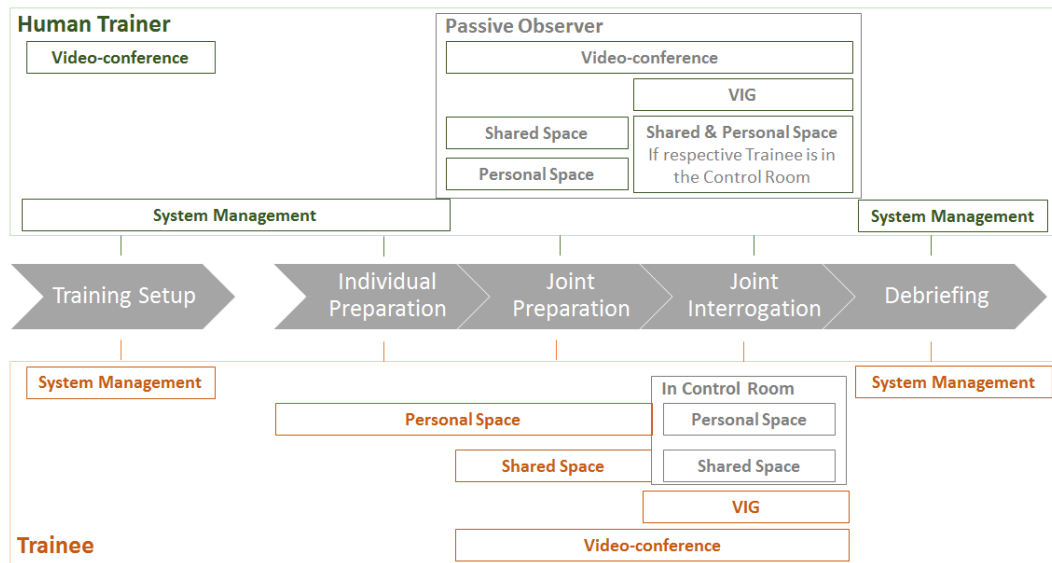 Human Trainer
Video-conference
Passive Observer
Video-conference
VIG
Shared Space
Shared & Personal Space
If respective Trainee is in
the Control Room
Personal Space
System Management
System Management
Training Setup
Individual
Preparation
Joint
Preparation
Joint
Interrogation
Debriefing
System Management
System Management
In Control Room
Personal Space
Personal Space
Shared Space
Shared Space
VIG
Video-conference
Trainee